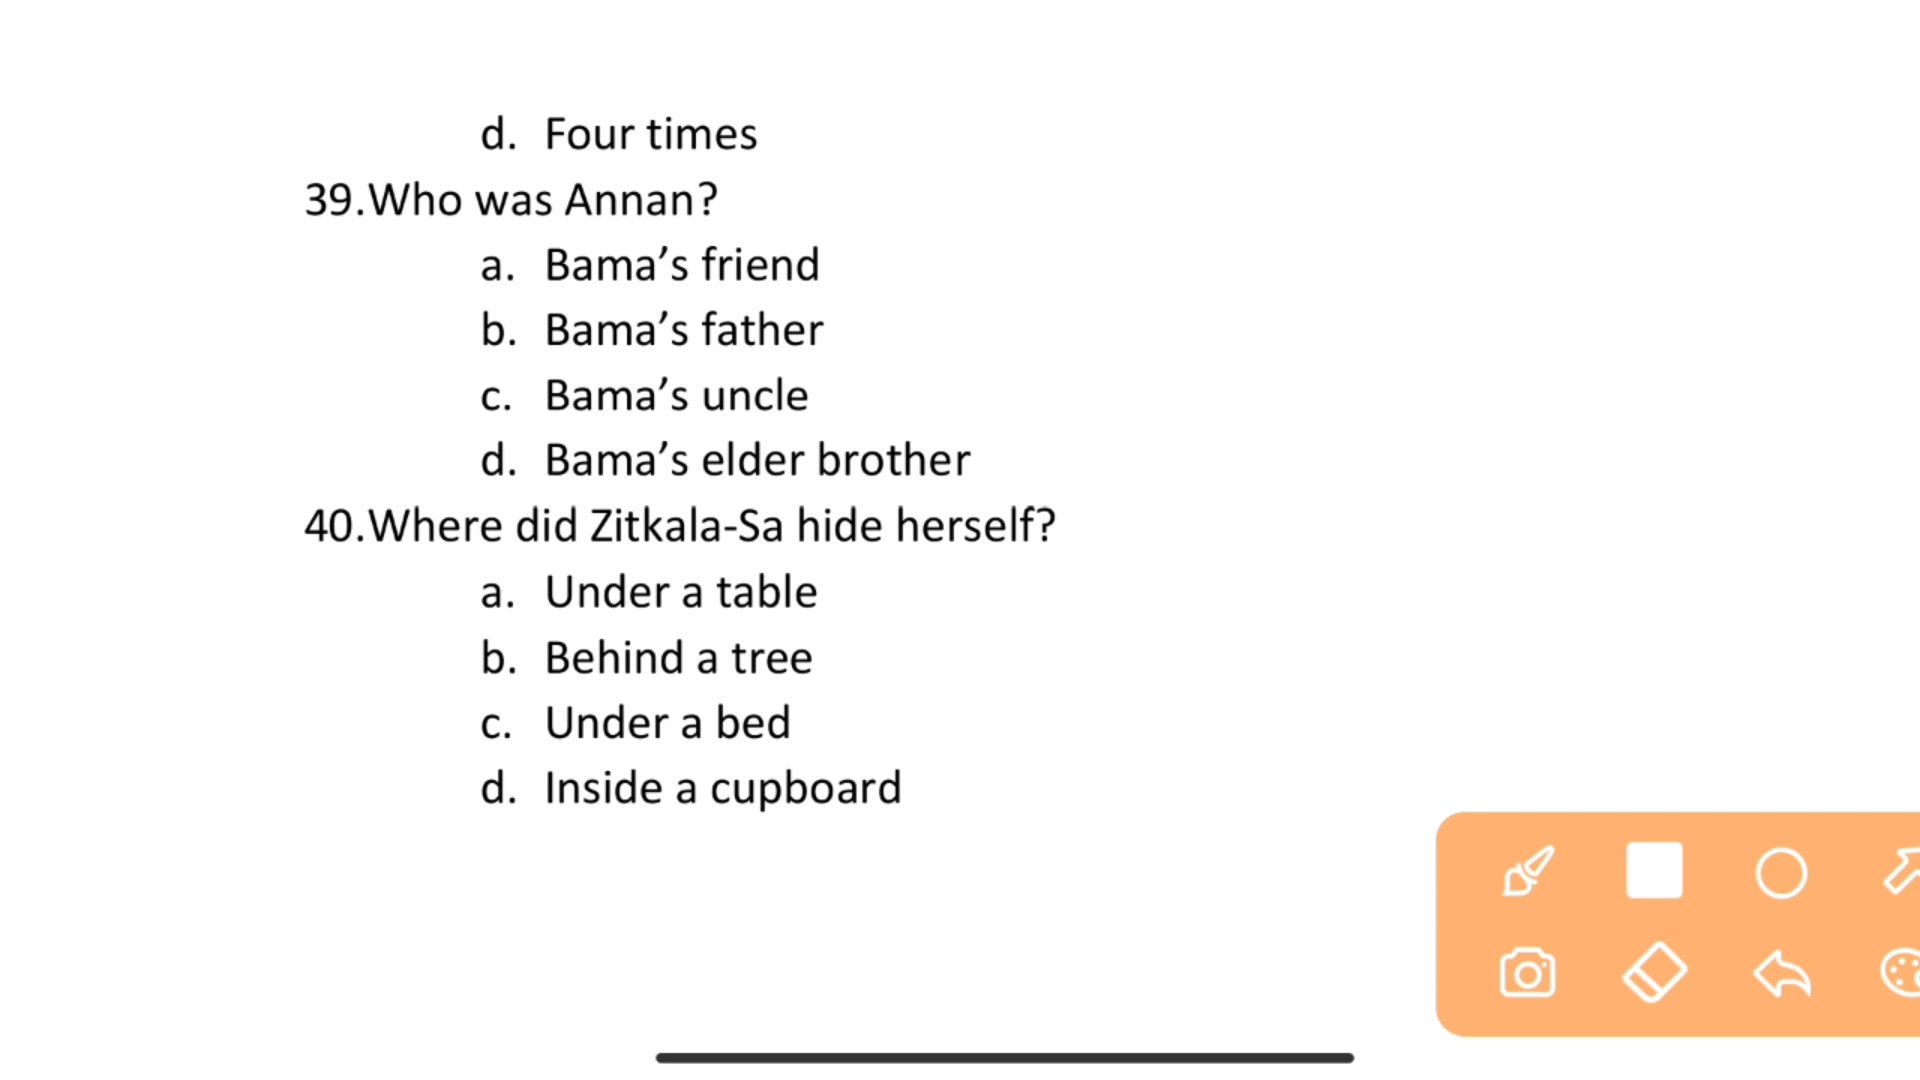 d. Four times
39.Who was Annan?
a. Bama’s friend
b. Bama’s father
c. Bama’s uncle
d. Bama’s elder brother
40.Where did Zitkala-Sa hide herself?
a. Under a table
b. Behind a tree
c. Under a bed
d. Inside a cupboard